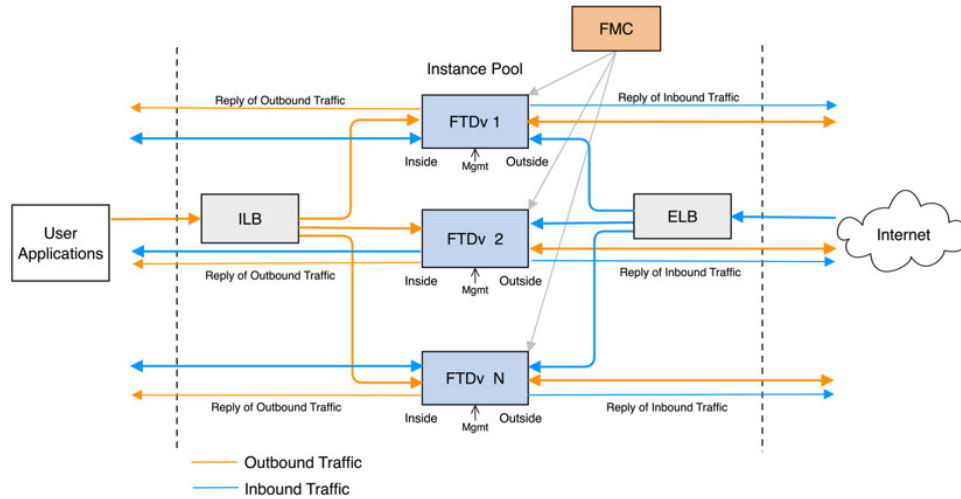 FMC
Instance Pool
Reply of Outbound Traffic
FTDv 1
Reply of Inbound Traffic
Inside
Mgmt
Outside
User
Applications
ILB
FTDv 2
ELB
Internet
Reply of Outbound Traffic
Inside
Mgmt
Outside
Reply of Inbound Traffic
FTDv N
Reply of Outbound Traffic
Inside
Mgmt
Outside
Reply of Inbound Traffic
Outbound Traffic
Inbound Traffic